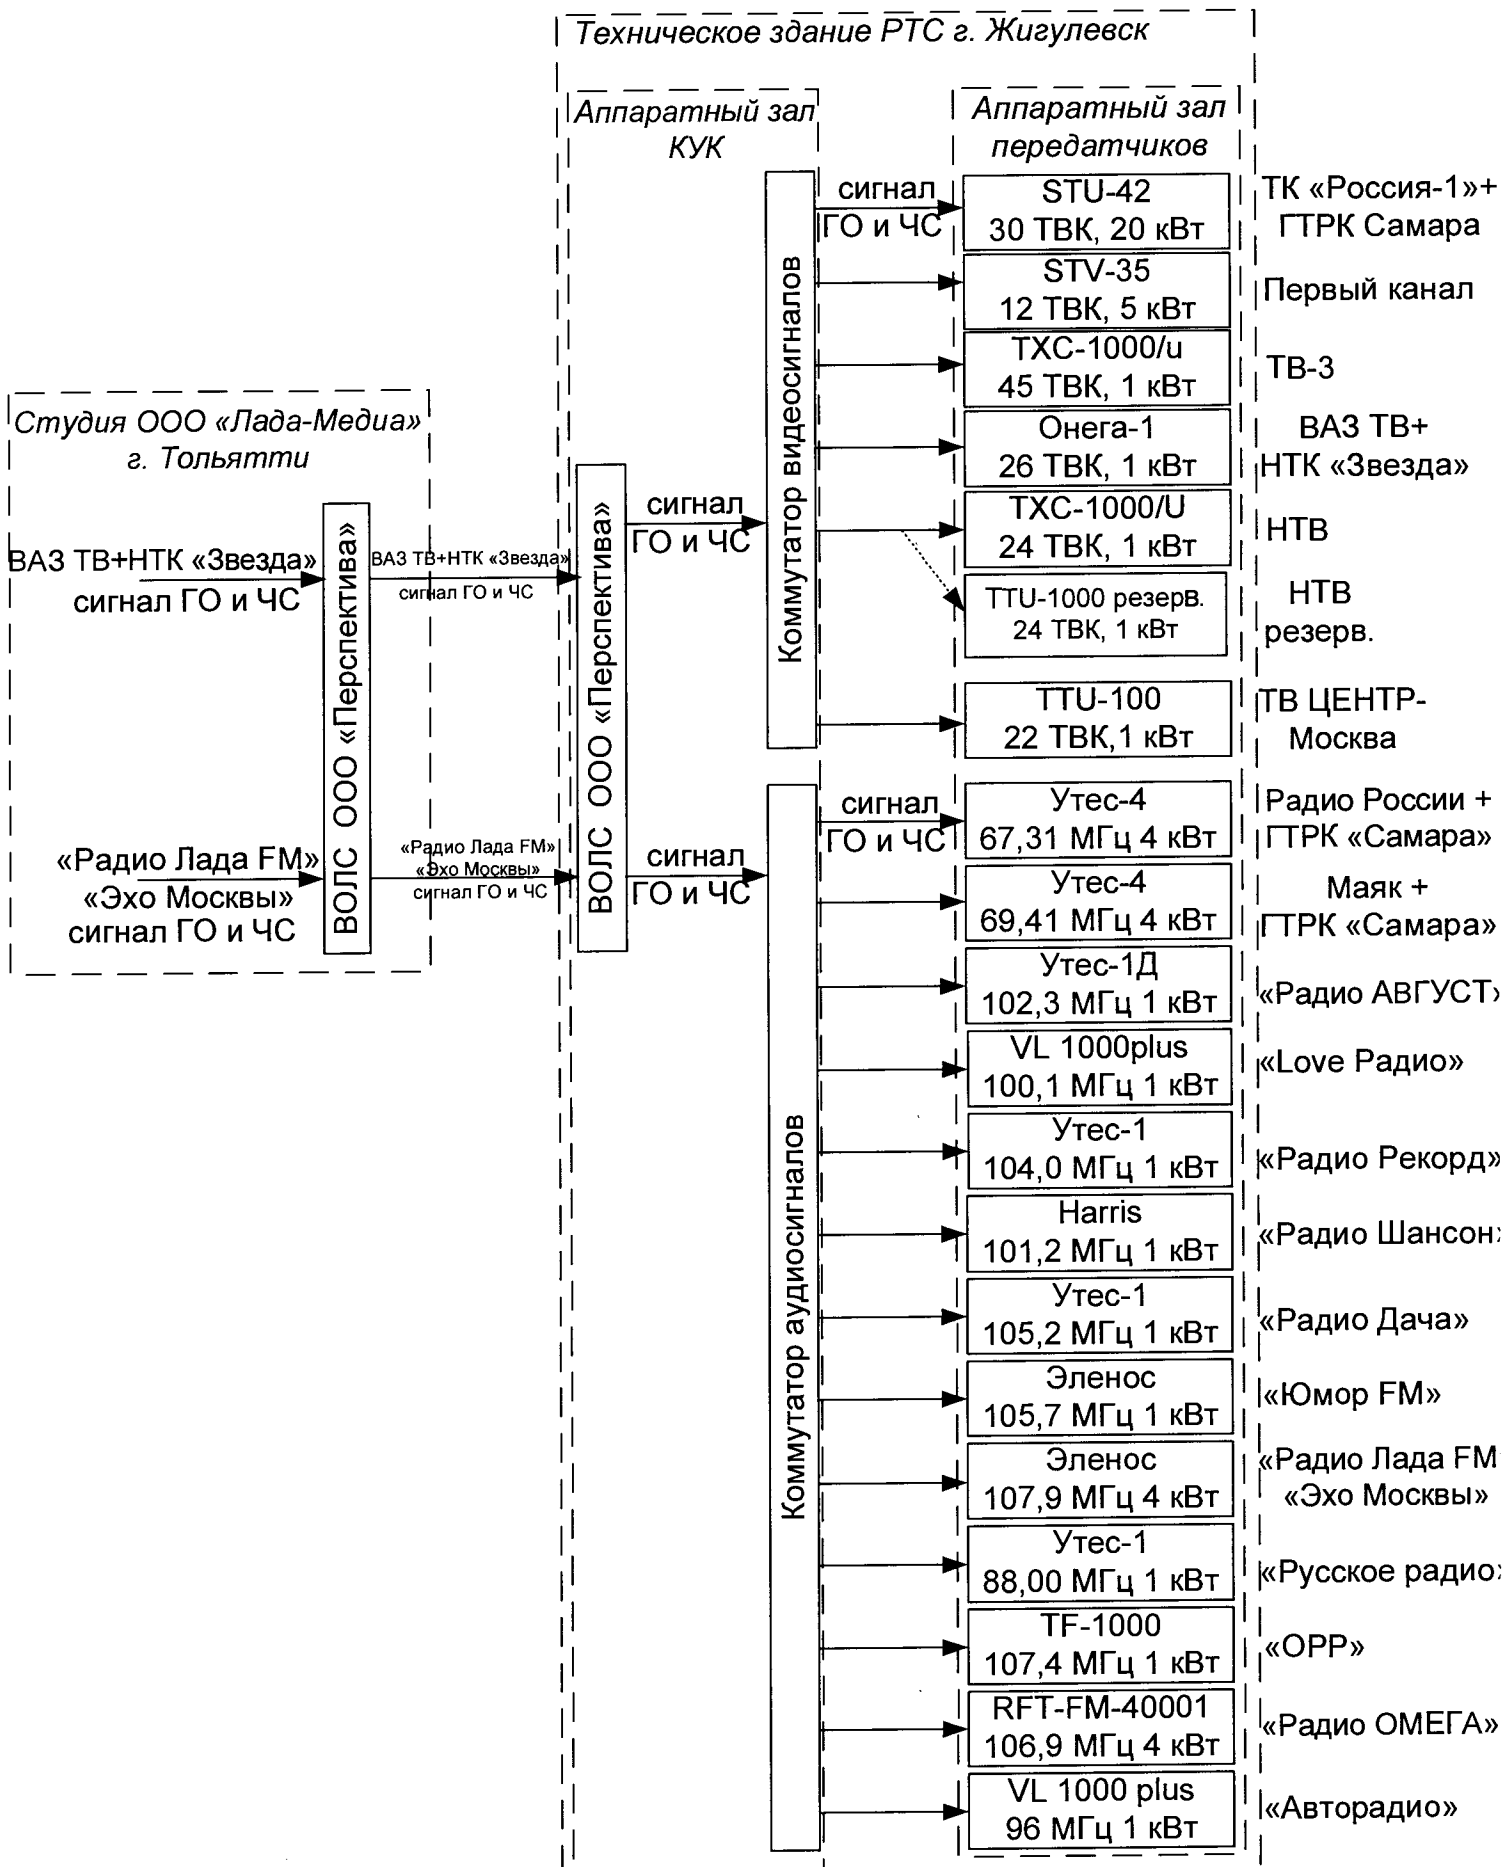 Техническое здание РТС г. Жигулевск
Аппаратный зал
КУК
Аппаратный зал
передатчиков
Студия ООО «Лада-Медиа»
г. Тольятти
ВАЗ ТВ+НТК «Звезда»
сигнал ГО и ЧС
«Радио Лада FM»
«Эхо Москвы»
сигнал ГО и ЧС
ВОЛС ООО «Перспектива»
ВАЗ ТВ+НТК «Звезда»
сигнал ГО и ЧС
«Радио Лада FM»
«Эхо Москвы»
сигнал ГО и ЧС
ВОЛС ООО «Перспектива»
сигнал
ГО и ЧС
сигнал
ГО и ЧС
Коммутатор видеосигналов
сигнал
ГО и ЧС
STU-42
30 ТВК, 20 кВт
ТК «Россия-1»+
ГТРК Самара
STV-35
12 ТВК, 5 кВт
Первый канал
ТХС-1000/u
45 ТВК, 1 кВт
ТВ-3
Онега-1
26 ТВК, 1 кВт
ВАЗ ТВ+
НТК «Звезда»
ТХС-1000/U
24 ТВК, 1 кВт
НТВ
TTU-1000 резерв.
24 ТВК, 1 кВт
НТВ
резерв.
TTU-100
22 ТВК,1 кВт
ТВ ЦЕНТР-
Москва
Коммутатор аудиосигналов
сигнал
ГО и ЧС
Утес-4
67,31 МГц 4 кВт
Радио России +
ГТРК «Самара»
Утес-4
69,41 МГц 4 кВт
Маяк +
ГТРК «Самара»
Утес-1Д
102,3 МГц 1 кВт
«Радио АВГУСТ»
VL 1000plus
100,1 МГц 1 кВт
«Love Радио»
Утес-1
104,0 МГц 1 кВт
«Радио Рекорд»
Harris
101,2 МГц 1 кВт
«Радио Шансон»
Утес-1
105,2 МГц 1 кВт
«Радио Дача»
Эленос
105,7 МГц 1 кВт
«Юмор FM»
Эленос
107,9 МГц 4 кВт
«Радио Лада FM
«Эхо Москвы»
Утес-1
88,00 МГц 1 кВт
«Русское радио»
TF-1000
107,4 МГц 1 кВт
«ОРР»
RFT-FM-40001
106,9 МГц 4 кВт
«Радио ОМЕГА»
VL 1000 plus
96 МГц 1 кВт
«Авторадио»